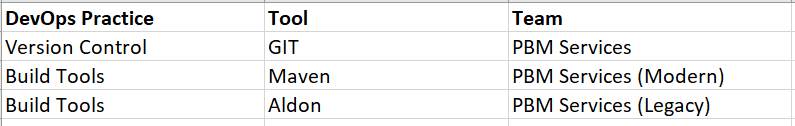 DevOps Practice Tool Team
Version Control GIT PBM Services
Build Tools Maven PBM Services (Modern)
Build Tools Aldon PBM Services (Legacy)